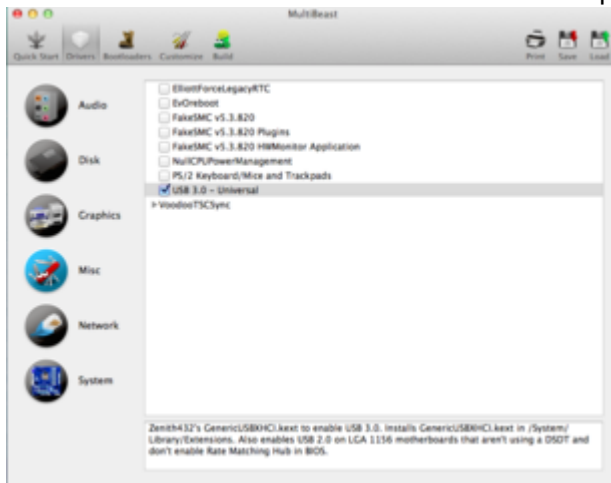 MultiBeast
Quick Start Drivers Bootloaders Customize Build Print Save Load
Audio
Disk
Graphics
Misc
Network
System
ElliottForceLegacyRTC
EvOreboot
FakeSMC v5.3.820
FakeSMC v5.3.820 Plugins
FakeSMC v5.3.820 HWMonitor Application
NullCPUPowerManagement
PS/2 Keyboard/Mice and Trackpads
USB 3.0 - Universal
VoodooTSCSync
Zenith432's GenericUSBXHCI.kext to enable USB 3.0. Installs GenericUSBXHCI.kext in /System/
Library/Extensions. Also enables USB 2.0 on LGA 1156 motherboards that aren't using a DSDT and
don't enable Rate Matching Hub in BIOS.